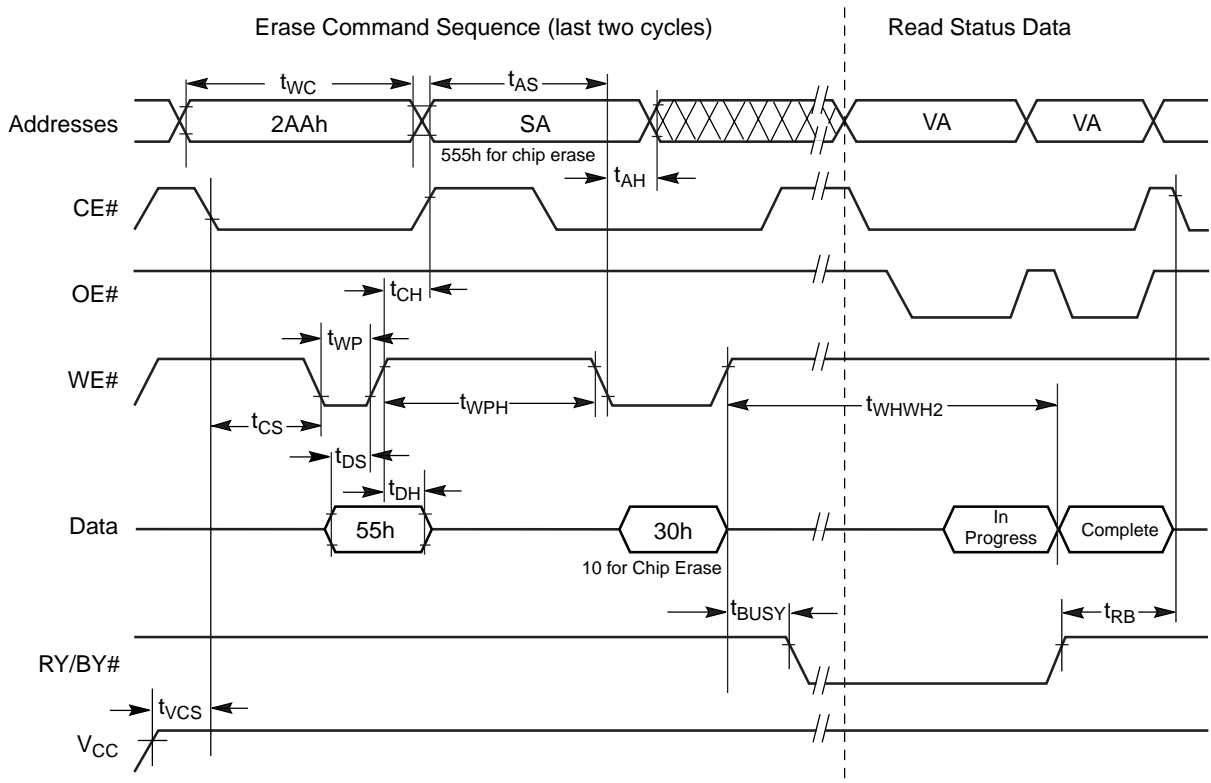 Erase Command Sequence (last two cycles)
Read Status Data
tWC
tAS
Addresses
2AAh
SA
VA
VA
555h for chip erase
tAH
CE#
OE#
tCH
tWP
WE#
tWPH
tWHWH2
tCS
tDS
tDH
Data
55h
30h
In
Progress
Complete
10 for Chip Erase
tBUSY
tRB
RY/BY#
tVCS
VCC